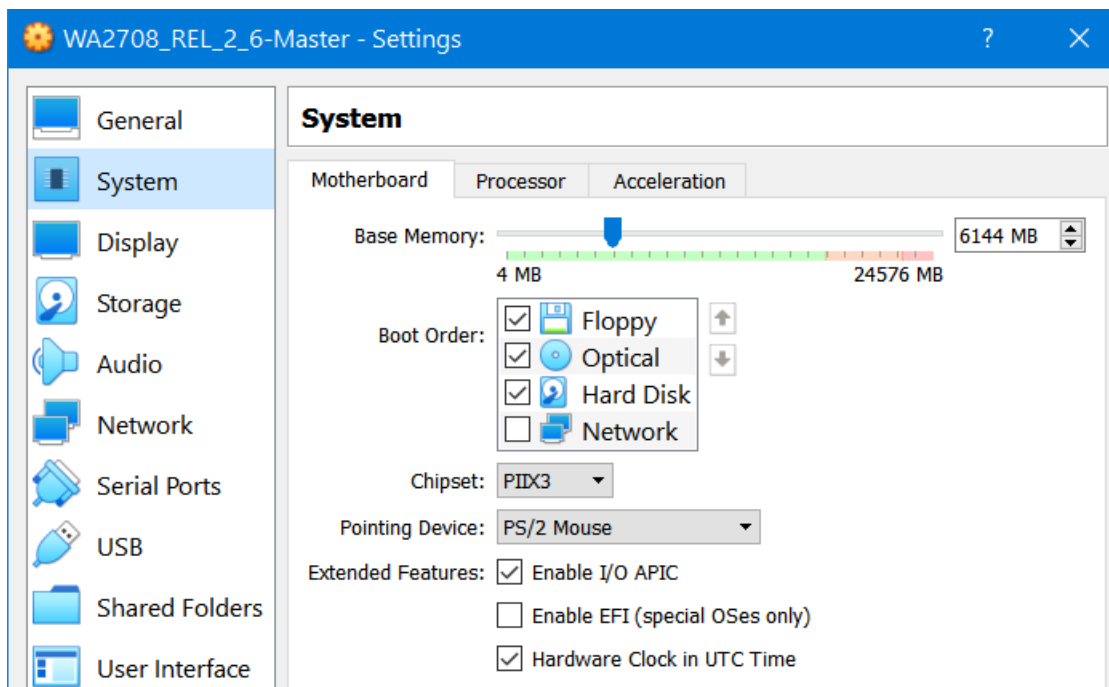 WA2708_REL_2_6-Master - Settings ? ×
General
System
Display
Storage
Audio
Network
Serial Ports
USB
Shared Folders
User Interface
System
Motherboard Processor Acceleration
Base Memory: 6144 MB
4 MB 24576 MB
Boot Order:
Floppy
Optical
Hard Disk
Network
Chipset: PIIX3
Pointing Device: PS/2 Mouse
Extended Features: Enable I/O APIC
Enable EFI (special OSes only)
Hardware Clock in UTC Time